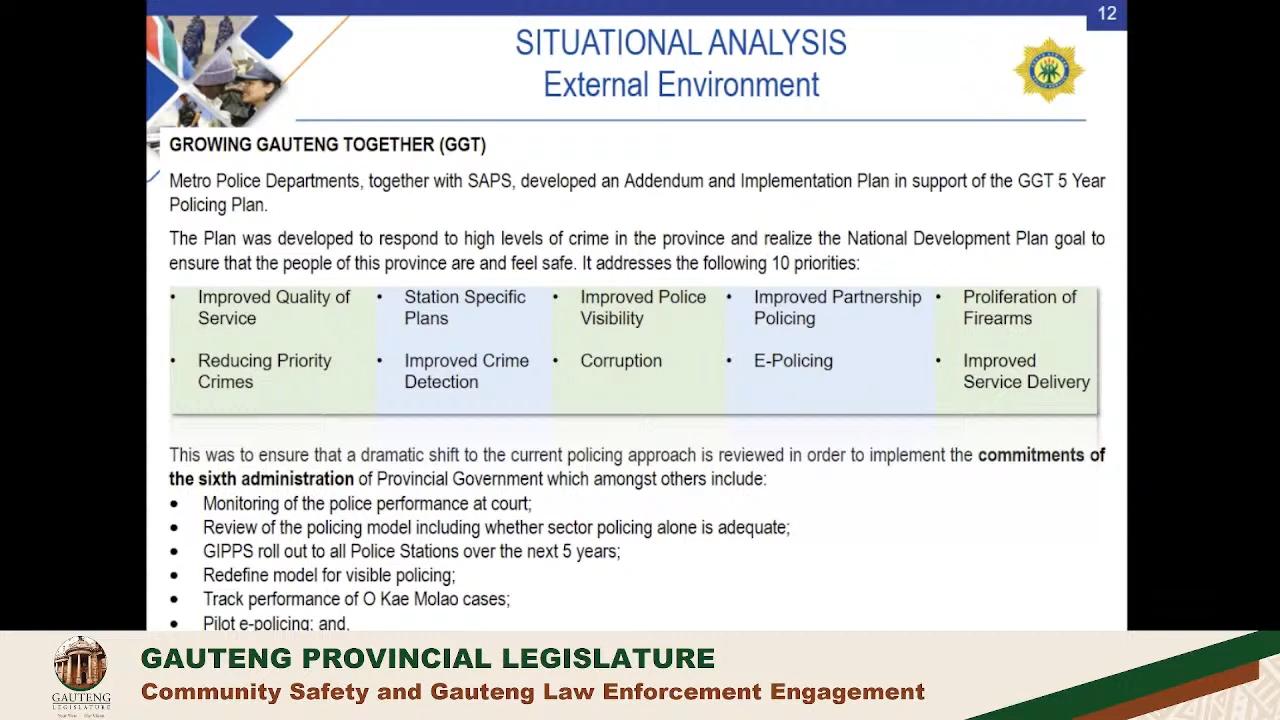 12
SITUATIONAL ANALYSIS
External Environment
GROWING GAUTENG TOGETHER (GGT)
Metro Police Departments, together with SAPS, developed an Addendum and Implementation Plan in support of the GGT 5 Year
Policing Plan.
The Plan was developed to respond to high levels of crime in the province and realize the National Development Plan goal to
ensure that the people of this province are and feel safe. It addresses the following 10 priorities:
• Improved Quality of
Service
• Reducing Priority
Crimes
• Station Specific
Plans
• Improved Crime
Detection
• Improved Police
Visibility
• Corruption
• Improved Partnership
Policing
• E-Policing
• Proliferation of
Firearms
• Improved
Service Delivery
This was to ensure that a dramatic shift to the current policing approach is reviewed in order to implement the commitments of
the sixth administration of Provincial Government which amongst others include:
• Monitoring of the police performance at court;
• Review of the policing model including whether sector policing alone is adequate;
• GIPPS roll out to all Police Stations over the next 5 years;
• Redefine model for visible policing;
• Track performance of O Kae Molao cases;
• Pilot e-policing; and,
GAUTENG PROVINCIAL LEGISLATURE
Community Safety and Gauteng Law Enforcement Engagement
GAUTENG
LEGISLATURE
Your View - Our Vision